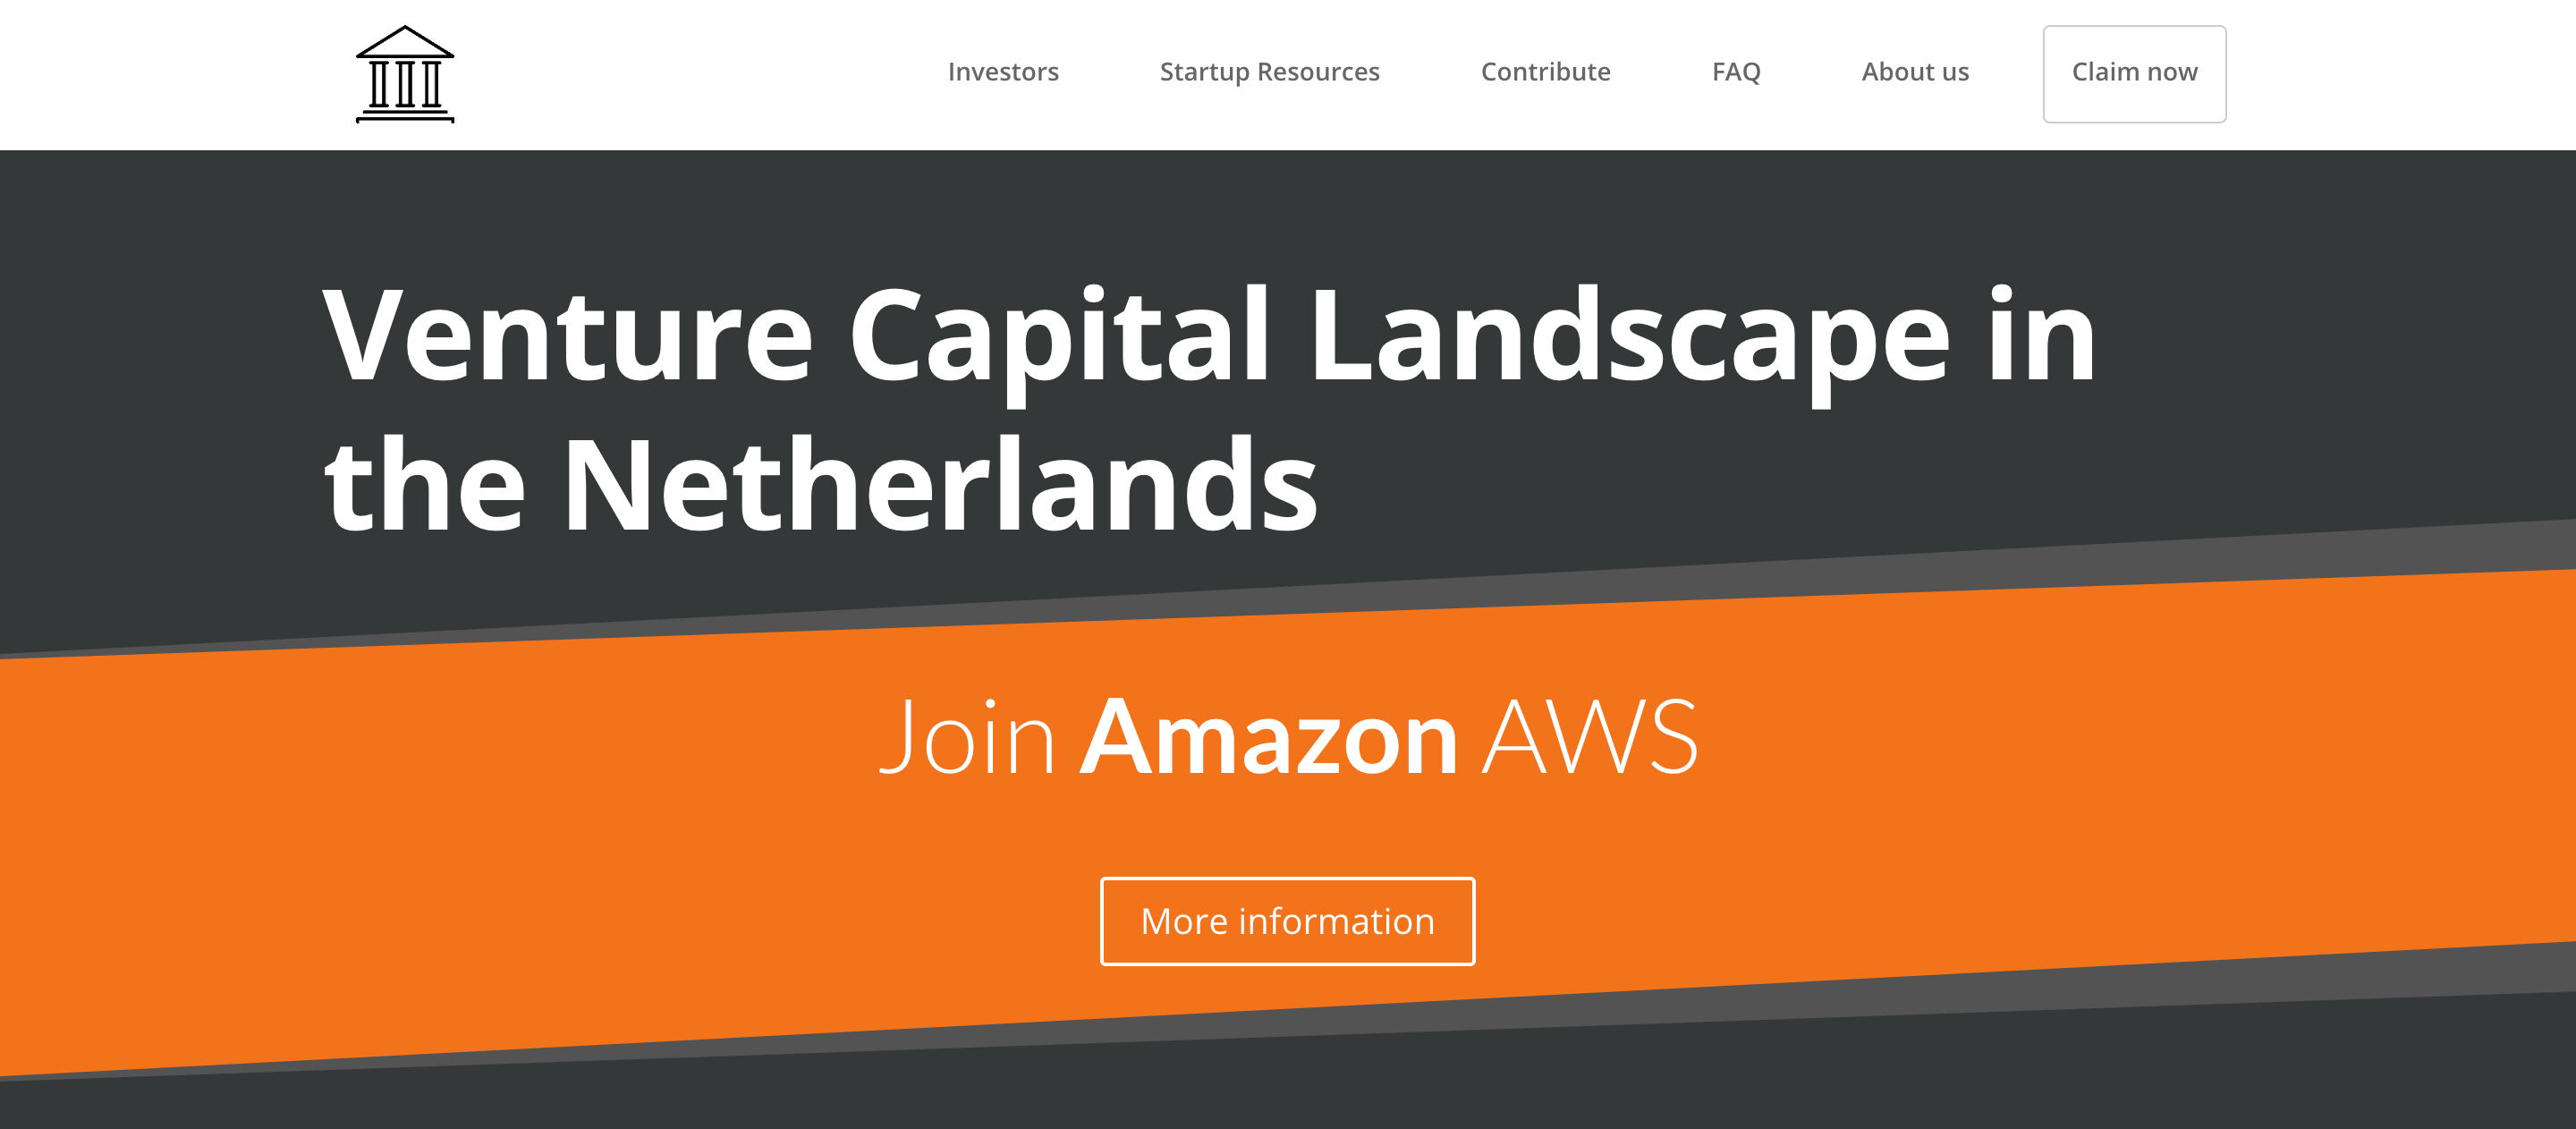 Investors Startup Resources Contribute FAQ About us Claim now
Venture Capital Landscape in
the Netherlands
Join Amazon AWS
More information